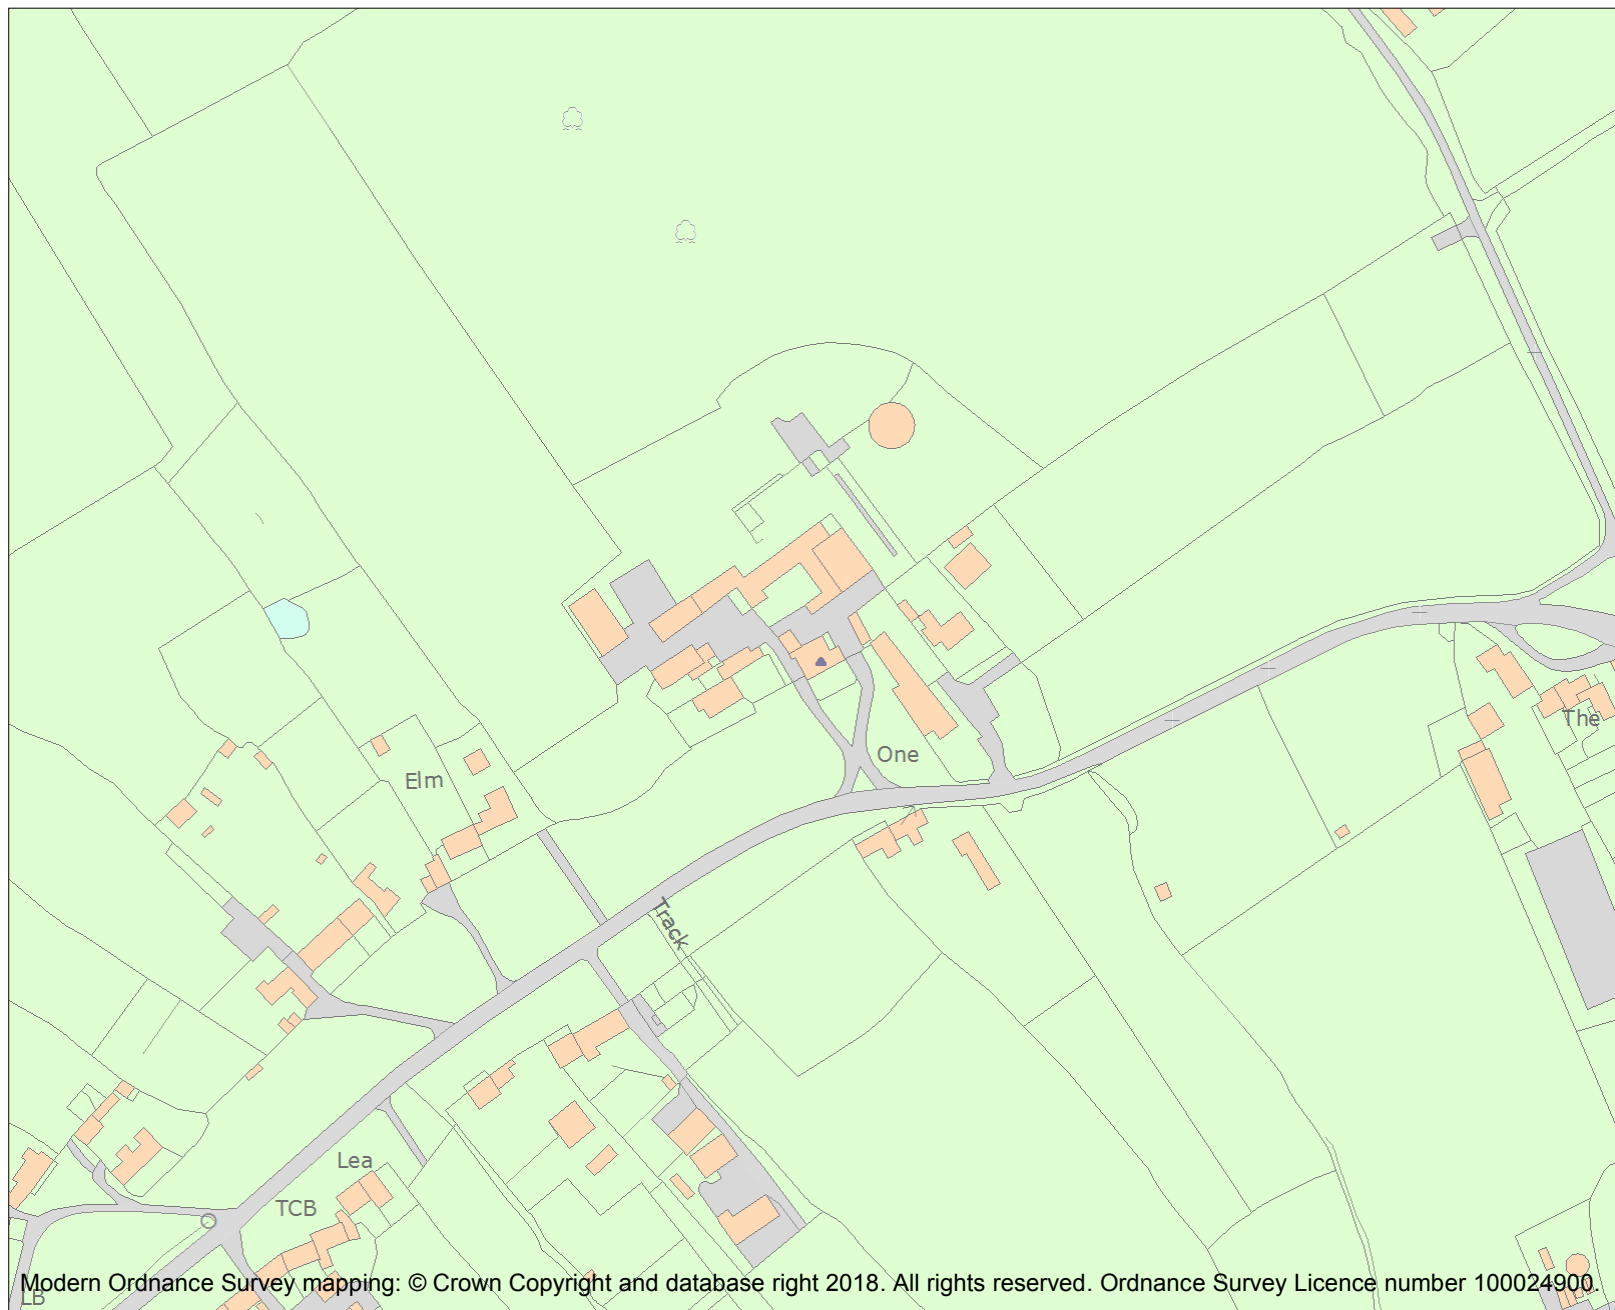 The
One
Elm
Track
Lea
TCB
Modern Ordnance Survey mapping: © Crown Copyright and database right 2018. All rights reserved. Ordnance Survey Licence number 100024900.
LB